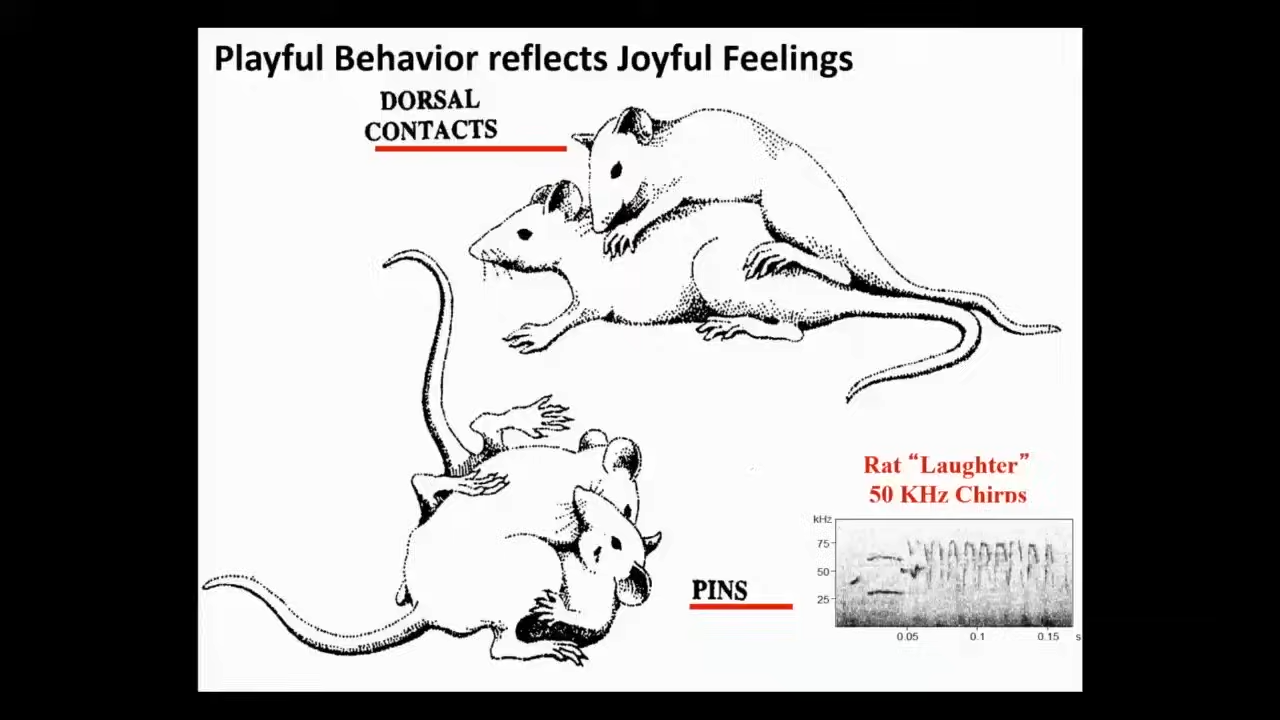 Playful Behavior reflects Joyful Feelings
DORSAL
CONTACTS
Rat “Laughter”
50 KHz Chirps
kHz
75
50
25
0.05
0.1
0.15
s
PINS